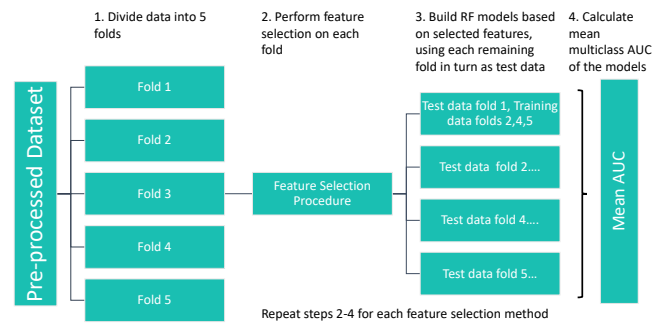 1. Divide data into 5
folds
2. Perform feature
selection on each
fold
3. Build RF models based
on selected features,
using each remaining
fold in turn as test data
4. Calculate
mean
multiclass AUC
of the models
Pre-processed Dataset
Fold 1
Fold 2
Fold 3
Fold 4
Fold 5
Feature Selection
Procedure
Test data fold 1, Training
data folds 2,4,5
Test data  fold 2....
Test data  fold 4....
Test data fold 5...
Mean AUC
Repeat steps 2-4 for each feature selection method